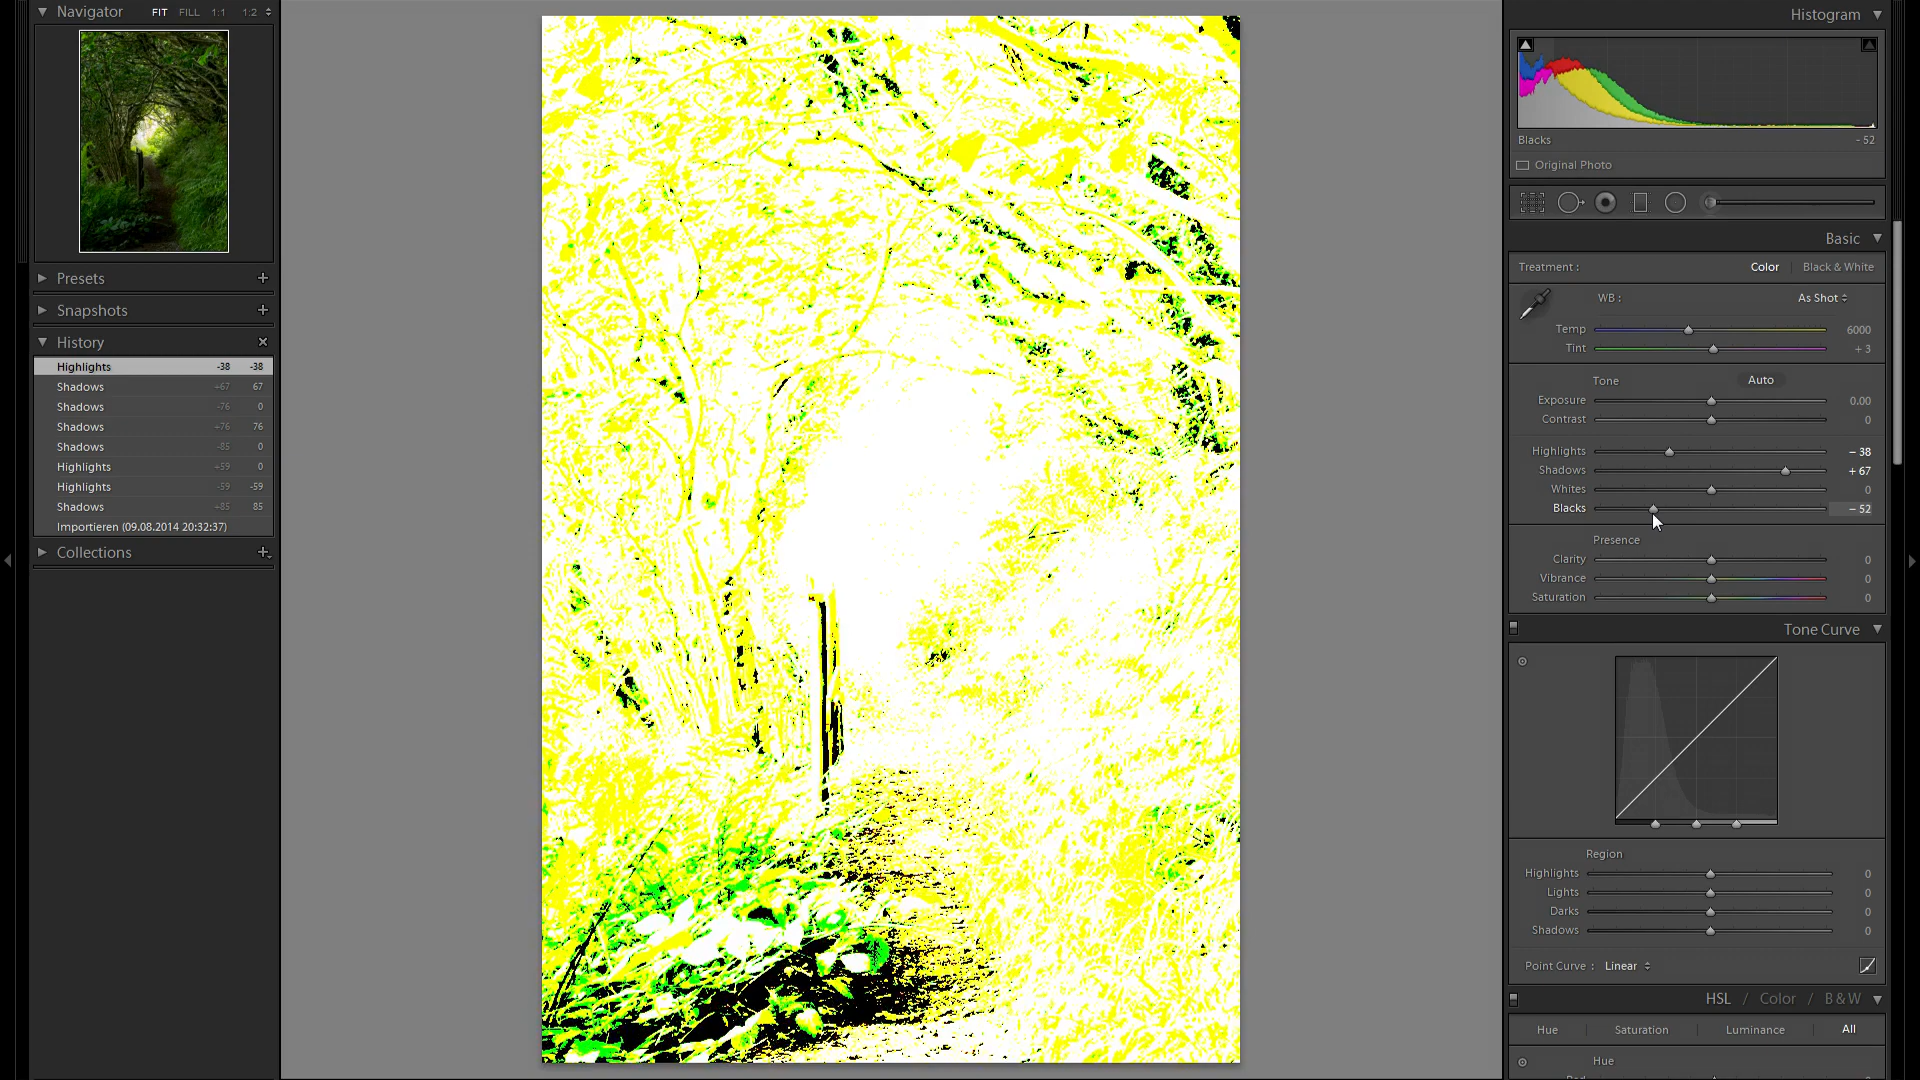 Navigator FIT FILL 1:1 1:2
Presets
Snapshots
History
Highlights -38 -38
Shadows +67 67
Shadows -76 0
Shadows +76 76
Shadows -85 0
Highlights +59 0
Highlights -59 -59
Shadows +85 85
Importieren (09.08.2014 20:32:37)
Collections
Histogram
Blacks - 52
Original Photo
Basic
Treatment : Color Black & White
WB : As Shot
Temp 6000
Tint + 3
Tone Auto
Exposure 0.00
Contrast 0
Highlights - 38
Shadows + 67
Whites 0
Blacks - 52
Presence
Clarity 0
Vibrance 0
Saturation 0
Tone Curve
Region
Highlights 0
Lights 0
Darks 0
Shadows 0
Point Curve : Linear
HSL / Color / B & W
Hue Saturation Luminance All
Hue